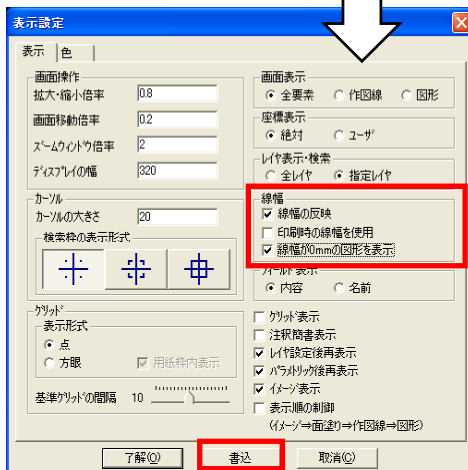 表示設定
表示
色
画面操作
拡大・縮小倍率 0.8
画面移動倍率 0.2
ズームウィンドウ倍率 2
ディスプレイの幅 320
カーソル
カーソルの大きさ 20
検索枠の表示形式
グリッド
表示形式
点
方眼
用紙枠内表示
基準グリッドの間隔 10
画面表示
全要素 作図線 図形
座標表示
絶対 ユーザ
レイヤ表示・検索
全レイヤ 指定レイヤ
線幅
線幅の反映
印刷時の線幅を使用
線幅が0mmの図形を表示
フィールド表示
内容 名前
グリッド表示
注釈簡書表示
レイヤ設定後再表示
パラメトリック後再表示
イメージ表示
表示順の制御
(イメージ⇒面塗り⇒作図線⇒図形)
了解(O) 書込 取消(C)